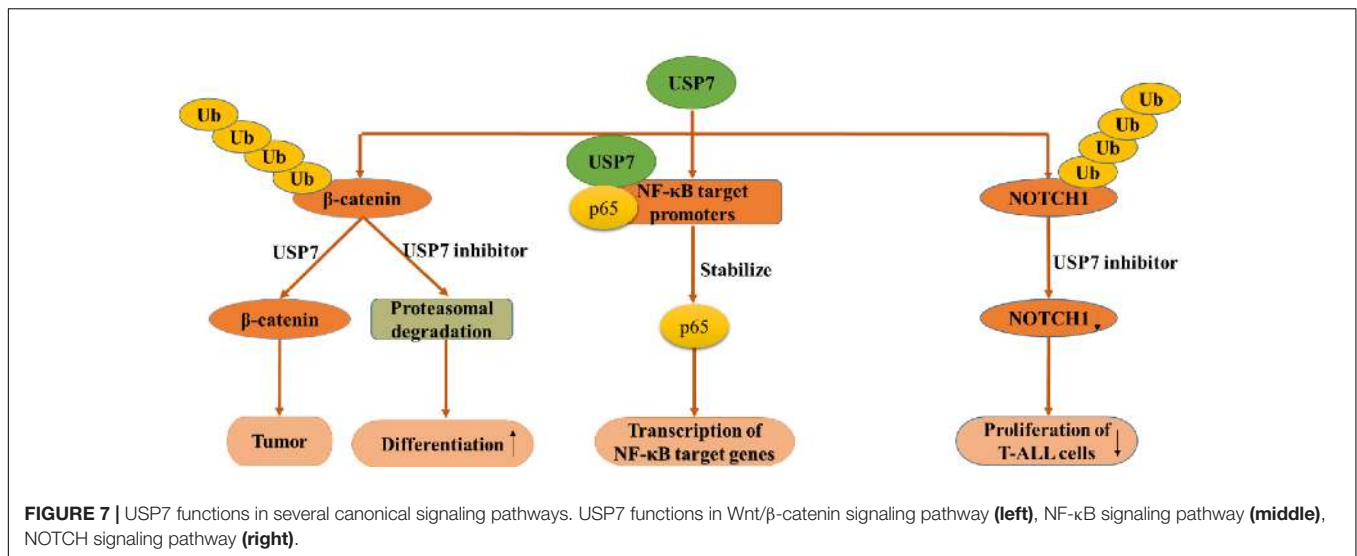 USP7
Ub
Ub
Ub
Ub
β-catenin
USP7
p65
NF-κB target
promoters
Ub
Ub
Ub
Ub
NOTCH1
USP7
USP7 inhibitor
Stabilize
USP7 inhibitor
β-catenin
Proteasomal
degradation
p65
NOTCH1
Tumor
Differentiation
Transcription of
NF-κB target genes
Proliferation of
T-ALL cells
FIGURE 7 | USP7 functions in several canonical signaling pathways. USP7 functions in Wnt/β-catenin signaling pathway (left), NF-κB signaling pathway (middle),
NOTCH signaling pathway (right).